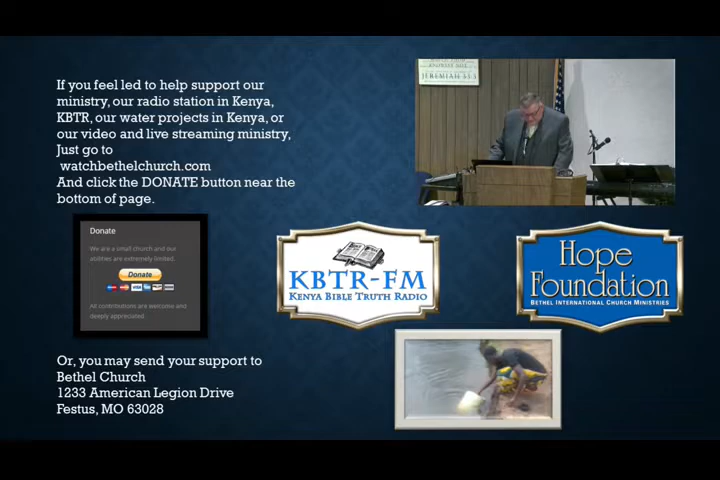 If you feel led to help support our
ministry, our radio station in Kenya,
KBTR, our water projects in Kenya, or
our video and live streaming ministry,
Just go to
watchbethelchurch.com
And click the DONATE button near the
bottom of page.
JEREMIAH 33:3
Donate
We are a small church and our
abilities are extremely limited.
Donate
All contributions are welcome and
deeply appreciated.
KBTR-FM
KENYA BIBLE TRUTH RADIO
Hope
Foundation
BETHEL INTERNATIONAL CHURCH MINISTRIES
Or, you may send your support to
Bethel Church
1233 American Legion Drive
Festus, MO 63028